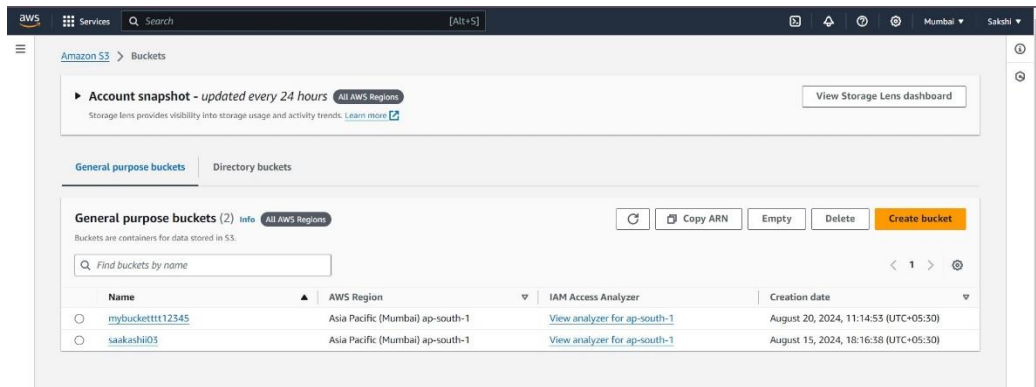 aws Services Search [Alt+S] Mumbai ▼ Sakshi ▼
Amazon S3 > Buckets
▶ Account snapshot - updated every 24 hours All AWS Regions View Storage Lens dashboard
Storage lens provides visibility into storage usage and activity trends. Learn more
General purpose buckets Directory buckets
General purpose buckets (2) Info All AWS Regions Copy ARN Empty Delete Create bucket
Buckets are containers for data stored in S3.
Find buckets by name < 1 >
Name ▲ AWS Region ▽ IAM Access Analyzer Creation date ▽
mybucketttt12345 Asia Pacific (Mumbai) ap-south-1 View analyzer for ap-south-1 August 20, 2024, 11:14:53 (UTC+05:30)
saakashii03 Asia Pacific (Mumbai) ap-south-1 View analyzer for ap-south-1 August 15, 2024, 18:16:38 (UTC+05:30)